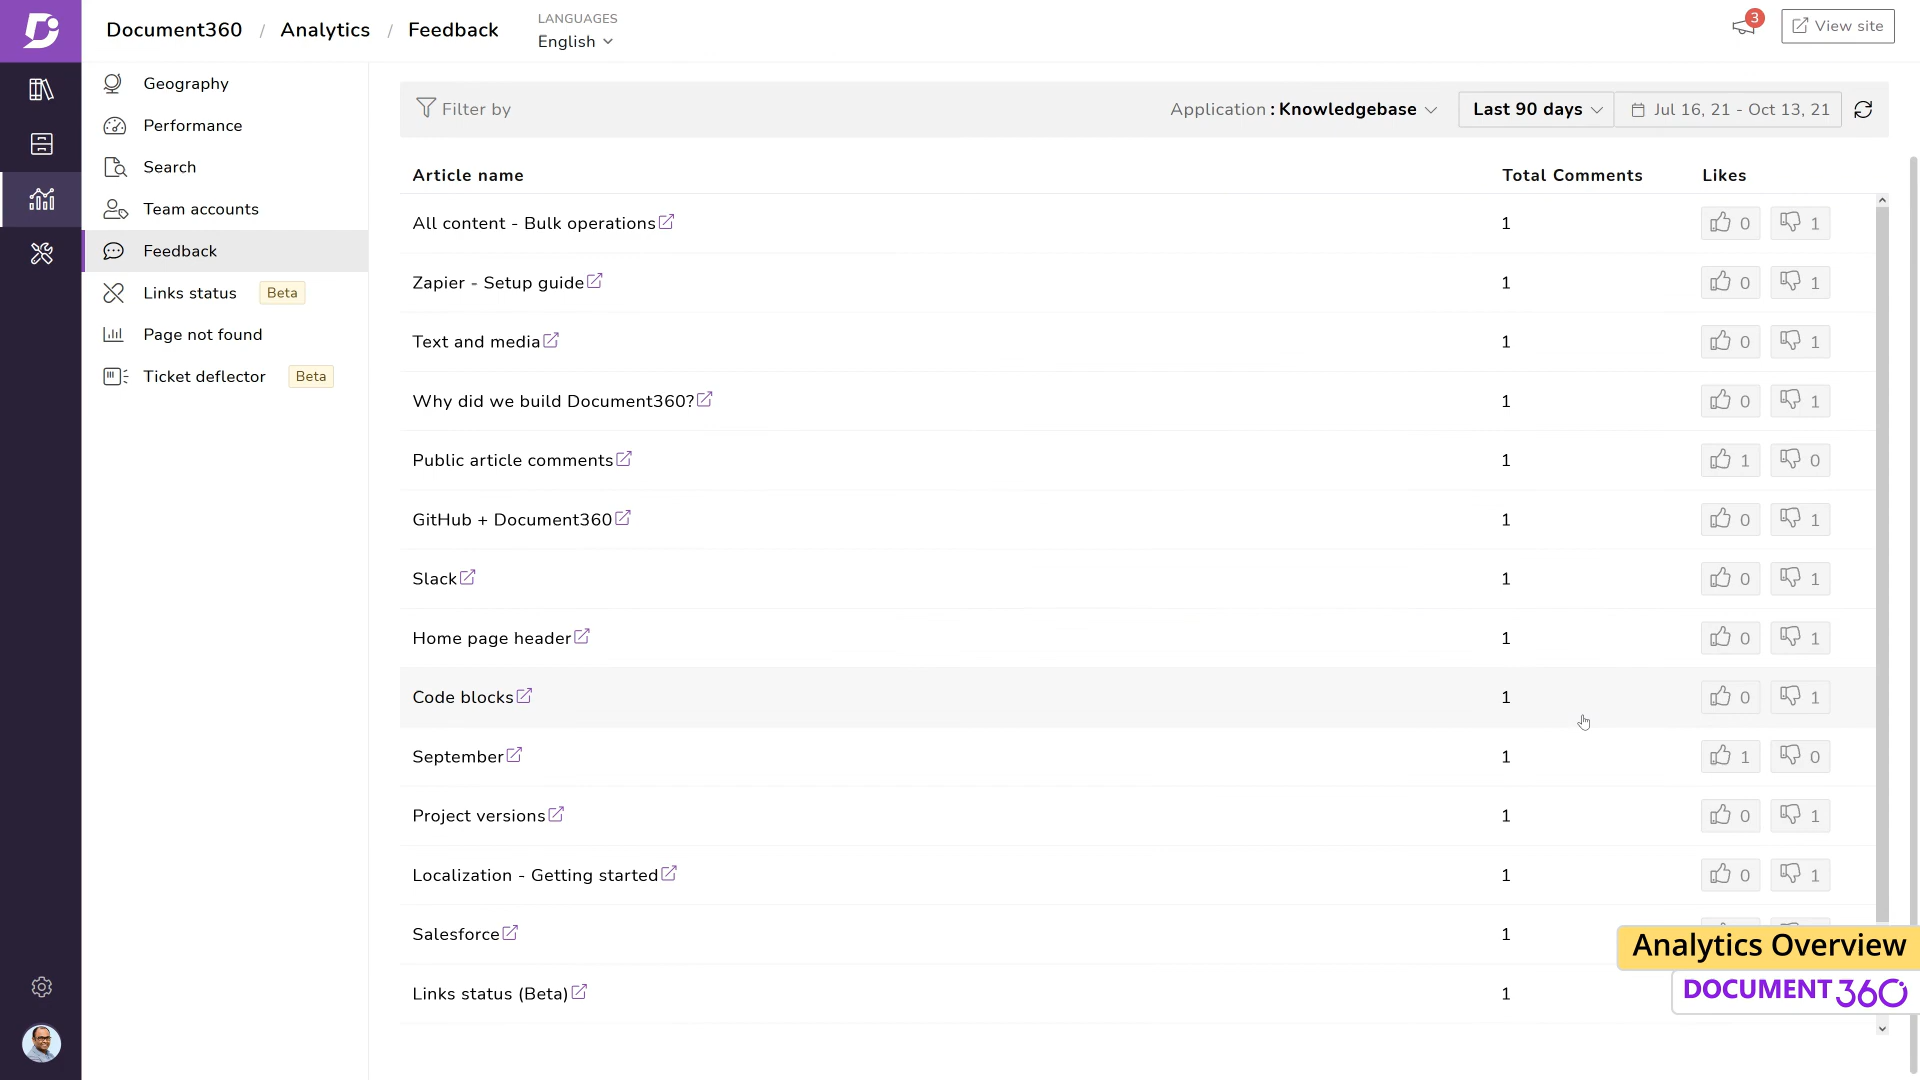 Document360 / Analytics / Feedback
LANGUAGES
English
3
View site
Geography
Performance
Search
Team accounts
Feedback
Links status Beta
Page not found
Ticket deflector Beta
Filter by
Application : Knowledgebase
Last 90 days
Jul 16, 21 - Oct 13, 21
Article name Total Comments Likes
All content - Bulk operations 1 0 1
Zapier - Setup guide 1 0 1
Text and media 1 0 1
Why did we build Document360? 1 0 1
Public article comments 1 1 0
GitHub + Document360 1 0 1
Slack 1 0 1
Home page header 1 0 1
Code blocks 1 0 1
September 1 1 0
Project versions 1 0 1
Localization - Getting started 1 0 1
Salesforce 1
Links status (Beta) 1
Analytics Overview
DOCUMENT360